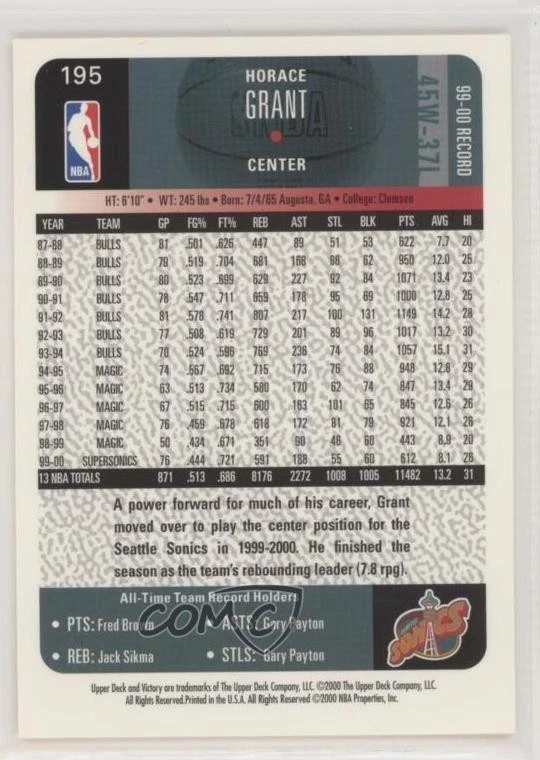 195
HORACE
GRANT
CENTER
NBA
45W-37L
99-00 RECORD
HT: 6'10" • WT: 245 lbs • Born: 7/4/65 Augusta, GA • College: Clemson
YEAR TEAM GP FG% FT% REB AST STL BLK PTS AVG HI
87-88 BULLS 81 .501 .626 447 89 51 53 622 7.7 20
88-89 BULLS 79 .519 .704 681 168 86 62 950 12.0 25
89-90 BULLS 80 .523 .699 629 227 92 84 1071 13.4 23
90-91 BULLS 78 .547 .711 659 178 95 69 1000 12.8 25
91-92 BULLS 81 .578 .741 807 217 100 131 1149 14.2 28
92-93 BULLS 77 .508 .619 729 201 89 96 1017 13.2 30
93-94 BULLS 70 .524 .596 769 236 74 84 1057 15.1 31
94-95 MAGIC 74 .567 .692 715 173 76 88 948 12.8 29
95-96 MAGIC 63 .513 .734 580 170 62 74 847 13.4 29
96-97 MAGIC 67 .515 .715 600 163 101 65 845 12.6 26
97-98 MAGIC 76 .459 .678 618 172 81 79 921 12.1 26
98-99 MAGIC 50 .434 .671 351 90 46 60 443 8.9 20
99-00 SUPERSONICS 76 .444 .721 591 188 55 60 612 8.1 26
13 NBA TOTALS 871 .513 .686 8176 2272 1008 1005 11482 13.2 31
A power forward for much of his career, Grant
moved over to play the center position for the
Seattle Sonics in 1999-2000. He finished the
season as the team's rebounding leader (7.8 rpg).
All-Time Team Record Holders
• PTS: Fred Brown • ASTS: Gary Payton
• REB: Jack Sikma • STLS: Gary Payton
COMC
SEATTLE
SONICS
Upper Deck and Victory are trademarks of The Upper Deck Company, LLC. ©2000 The Upper Deck Company, LLC.
All Rights Reserved.Printed in the U.S.A. All Rights Reserved ©2000 NBA Properties, Inc.